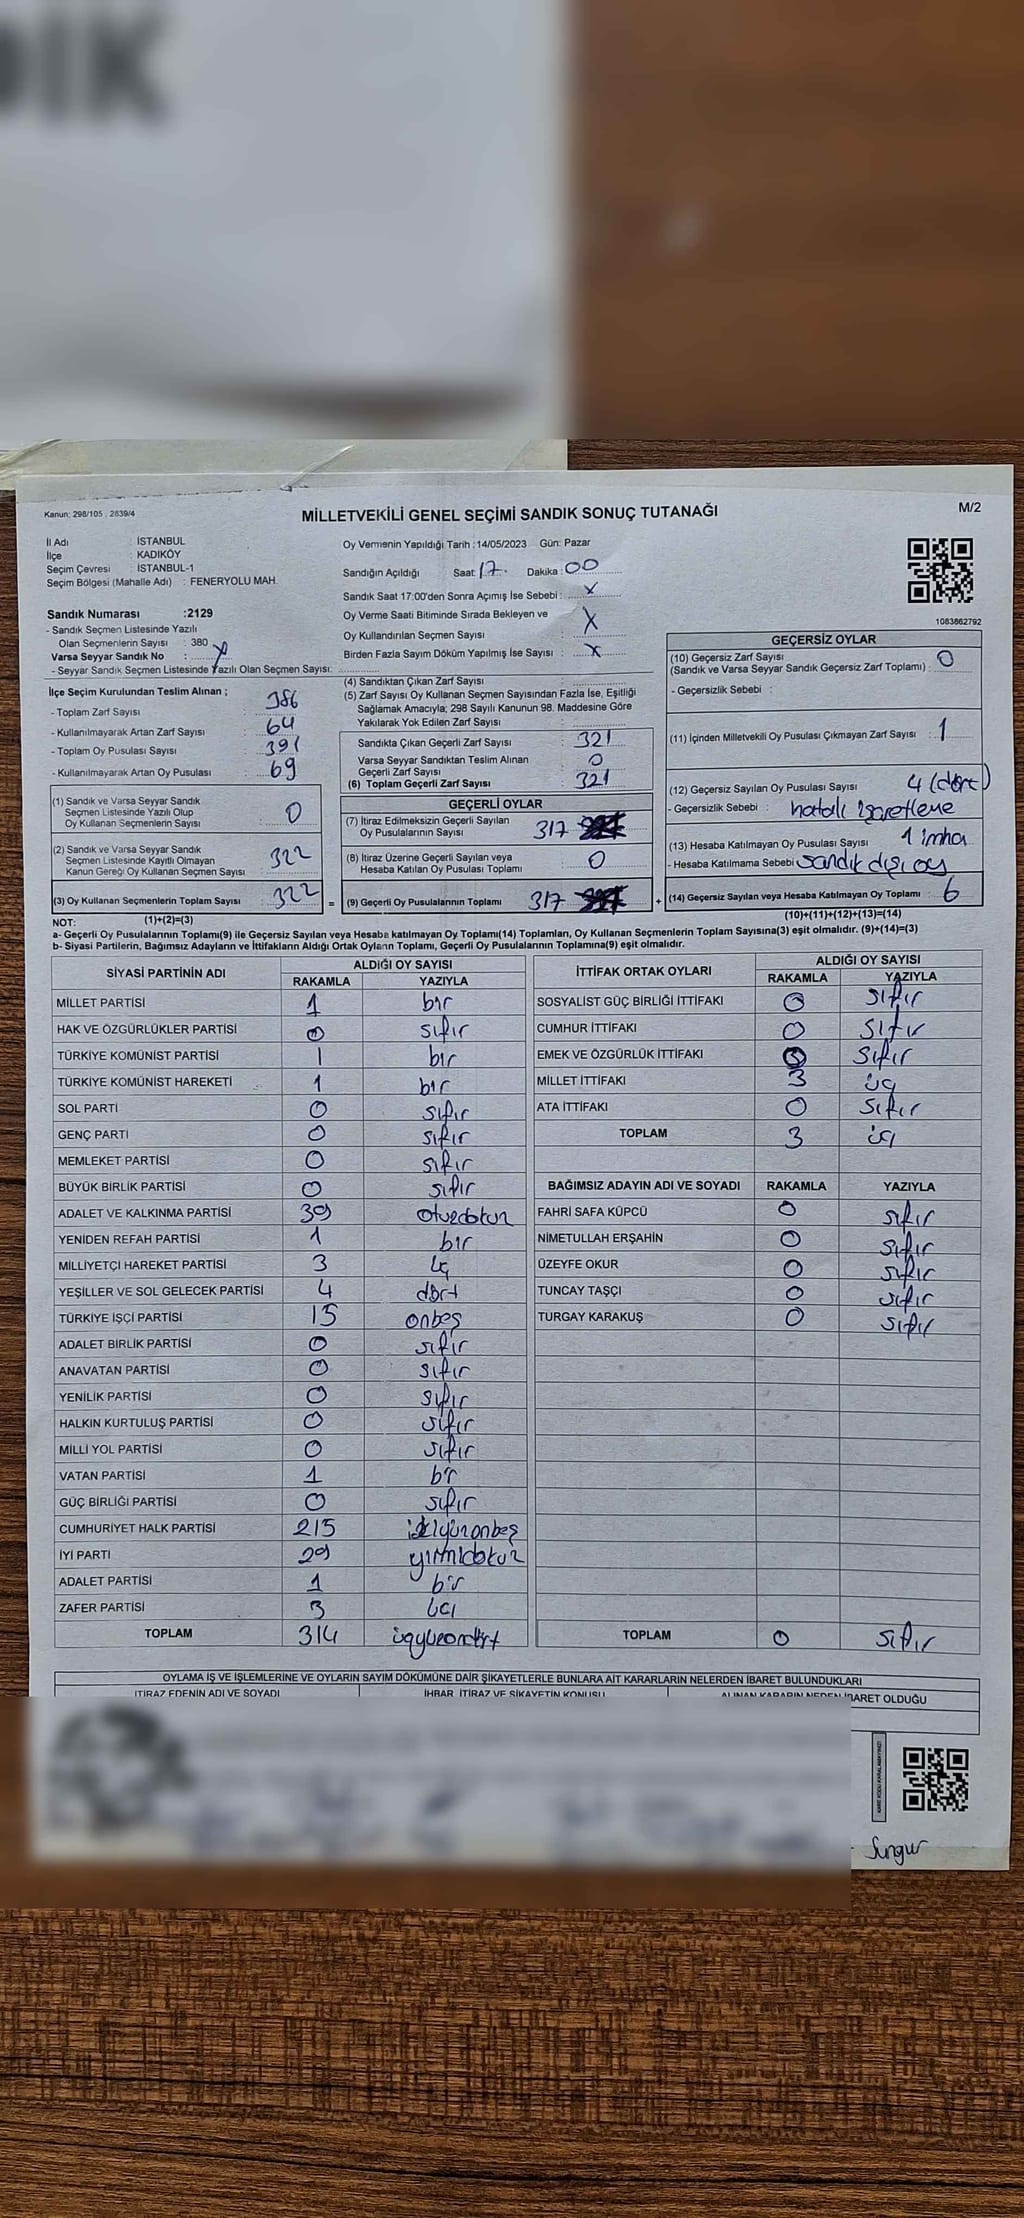 DİK
Kanun: 298/105 , 2839/4
MİLLETVEKİLİ GENEL SEÇİMİ SANDIK SONUÇ TUTANAĞI
M/2
İl Adı : İSTANBUL
İlçe : KADIKÖY
Seçim Çevresi : İSTANBUL-1
Seçim Bölgesi (Mahalle Adı) : FENERYOLU MAH.
Oy Vermenin Yapıldığı Tarih : 14/05/2023 Gün: Pazar
Sandığın Açıldığı Saat: 17 Dakika: 00
Sandık Saat 17:00'den Sonra Açımış İse Sebebi : X
Oy Verme Saati Bitiminde Sırada Bekleyen ve
Oy Kullandırılan Seçmen Sayısı : X
Birden Fazla Sayım Döküm Yapılmış İse Sayısı : X
1083862792
Sandık Numarası :2129
- Sandık Seçmen Listesinde Yazılı
Olan Seçmenlerin Sayısı : 380
Varsa Seyyar Sandık No : X
- Seyyar Sandık Seçmen Listesinde Yazılı Olan Seçmen Sayısı:
İlçe Seçim Kurulundan Teslim Alınan ;
- Toplam Zarf Sayısı : 386
- Kullanılmayarak Artan Zarf Sayısı : 64
- Toplam Oy Pusulası Sayısı : 391
- Kullanılmayarak Artan Oy Pusulası : 69
(1) Sandık ve Varsa Seyyar Sandık
Seçmen Listesinde Yazılı Olup
Oy Kullanan Seçmenlerin Sayısı : 0
(2) Sandık ve Varsa Seyyar Sandık
Seçmen Listesinde Kayıtlı Olmayan
Kanun Gereği Oy Kullanan Seçmen Sayısı : 322
(3) Oy Kullanan Seçmenlerin Toplam Sayısı : 322 =
(4) Sandıktan Çıkan Zarf Sayısı :
(5) Zarf Sayısı Oy Kullanan Seçmen Sayısından Fazla İse, Eşitliği
Sağlamak Amacıyla; 298 Sayılı Kanunun 98. Maddesine Göre
Yakılarak Yok Edilen Zarf Sayısı :
Sandıkta Çıkan Geçerli Zarf Sayısı : 321
Varsa Seyyar Sandıktan Teslim Alınan
Geçerli Zarf Sayısı : 0
(6) Toplam Geçerli Zarf Sayısı : 321
GEÇERLİ OYLAR
(7) İtiraz Edilmeksizin Geçerli Sayılan
Oy Pusulalarının Sayısı : 317
(8) İtiraz Üzerine Geçerli Sayılan veya
Hesaba Katılan Oy Pusulaları Toplamı : 0
(9) Geçerli Oy Pusulalarının Toplamı : 317 +
GEÇERSİZ OYLAR
(10) Geçersiz Zarf Sayısı
(Sandık ve Varsa Seyyar Sandık Geçersiz Zarf Toplamı) : 0
- Geçersizlik Sebebi :
(11) İçinden Milletvekili Oy Pusulası Çıkmayan Zarf Sayısı : 1
(12) Geçersiz Sayılan Oy Pusulası Sayısı : 4 (dört)
- Geçersizlik Sebebi : hatalı işaretleme
(13) Hesaba Katılmayan Oy Pusulası Sayısı : 1 imha
- Hesaba Katılmama Sebebi : Sandık dışı oy
(14) Geçersiz Sayılan veya Hesaba Katılmayan Oy Toplamı : 6
NOT: (1)+(2)=(3)
(10)+(11)+(12)+(13)=(14)
a- Geçerli Oy Pusulalarının Toplamı(9) ile Geçersiz Sayılan veya Hesaba katılmayan Oy Toplamı(14) Toplamları, Oy Kullanan Seçmenlerin Toplam Sayısına(3) eşit olmalıdır. (9)+(14)=(3)
b- Siyasi Partilerin, Bağımsız Adayların ve İttifakların Aldığı Ortak Oyların Toplamı, Geçerli Oy Pusulalarının Toplamına(9) eşit olmalıdır.
SİYASİ PARTİNİN ADI ALDIĞI OY SAYISI
RAKAMLA YAZIYLA
MİLLET PARTİSİ 1 bir
HAK VE ÖZGÜRLÜKLER PARTİSİ 0 sıfır
TÜRKİYE KOMÜNİST PARTİSİ 1 bir
TÜRKİYE KOMÜNİST HAREKETİ 1 bir
SOL PARTİ 0 sıfır
GENÇ PARTİ 0 sıfır
MEMLEKET PARTİSİ 0 sıfır
BÜYÜK BİRLİK PARTİSİ 0 sıfır
ADALET VE KALKINMA PARTİSİ 39 otuzdokuz
YENİDEN REFAH PARTİSİ 1 bir
MİLLİYETÇİ HAREKET PARTİSİ 3 üç
YEŞİLLER VE SOL GELECEK PARTİSİ 4 dört
TÜRKİYE İŞÇİ PARTİSİ 15 onbeş
ADALET BİRLİK PARTİSİ 0 sıfır
ANAVATAN PARTİSİ 0 sıfır
YENİLİK PARTİSİ 0 sıfır
HALKIN KURTULUŞ PARTİSİ 0 sıfır
MİLLİ YOL PARTİSİ 0 sıfır
VATAN PARTİSİ 1 bir
GÜÇ BİRLİĞİ PARTİSİ 0 sıfır
CUMHURİYET HALK PARTİSİ 215 ikiyüzonbeş
İYİ PARTİ 29 yirmidokuz
ADALET PARTİSİ 1 bir
ZAFER PARTİSİ 3 üç
TOPLAM 314 üçyüzondört
İTTİFAK ORTAK OYLARI ALDIĞI OY SAYISI
RAKAMLA YAZIYLA
SOSYALİST GÜÇ BİRLİĞİ İTTİFAKI 0 sıfır
CUMHUR İTTİFAKI 0 sıfır
EMEK VE ÖZGÜRLÜK İTTİFAKI 0 sıfır
MİLLET İTTİFAKI 3 üç
ATA İTTİFAKI 0 sıfır
TOPLAM 3 üç
BAĞIMSIZ ADAYIN ADI VE SOYADI RAKAMLA YAZIYLA
FAHRİ SAFA KÜPCÜ 0 sıfır
NİMETULLAH ERŞAHİN 0 sıfır
ÜZEYFE OKUR 0 sıfır
TUNCAY TAŞÇI 0 sıfır
TURGAY KARAKUŞ 0 sıfır
TOPLAM 0 sıfır
OYLAMA İŞ VE İŞLEMLERİNE VE OYLARIN SAYIM DÖKÜMÜNE DAİR ŞİKAYETLERLE BUNLARA AİT KARARLARIN NELERDEN İBARET BULUNDUKLARI
İTİRAZ EDENİN ADI VE SOYADI İHBAR, İTİRAZ VE ŞİKAYETİN KONUSU ALINAN KARARIN NEDEN İBARET OLDUĞU
KARE KODU KARALAMAYINIZ!
Sungur